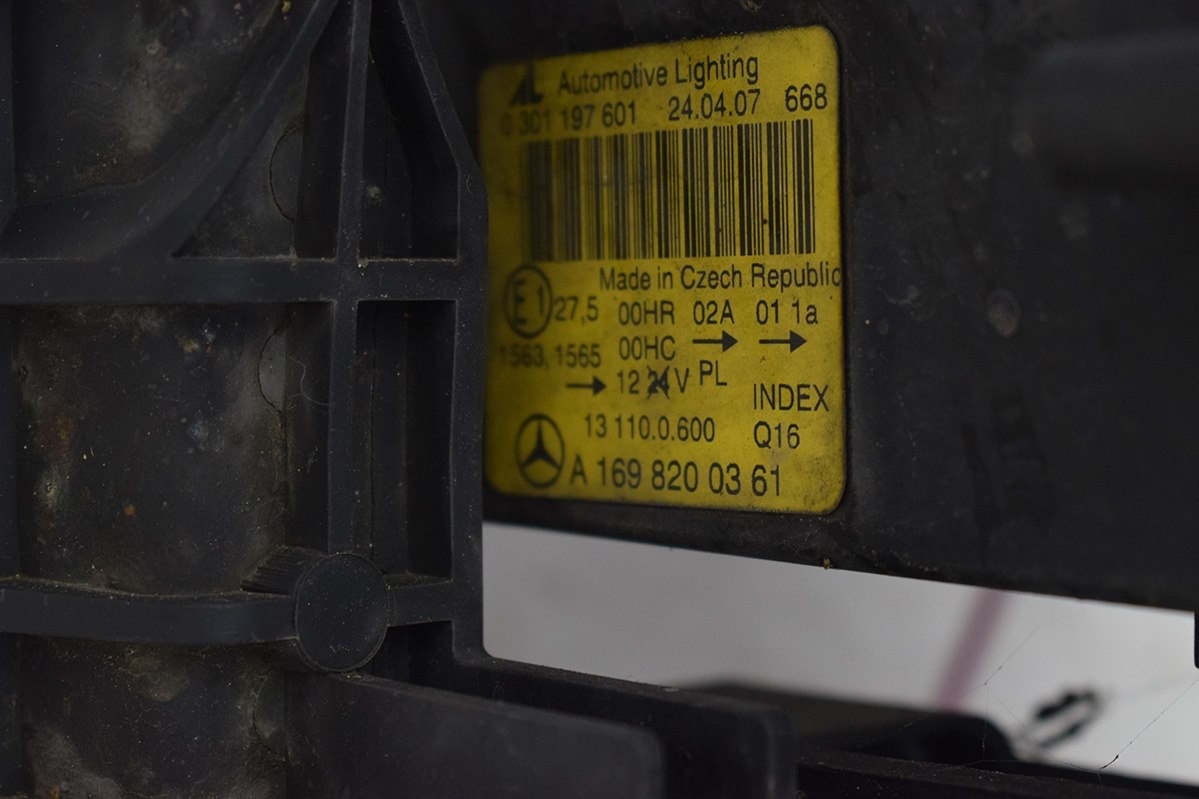 AL Automotive Lighting
0 301 197 601 24.04.07 668
Made in Czech Republic
E1 27,5 00HR 02A 01 1a
1563, 1565 00HC → →
→ 12 24 V PL
INDEX
13 110.0.600 Q16
A 169 820 03 61